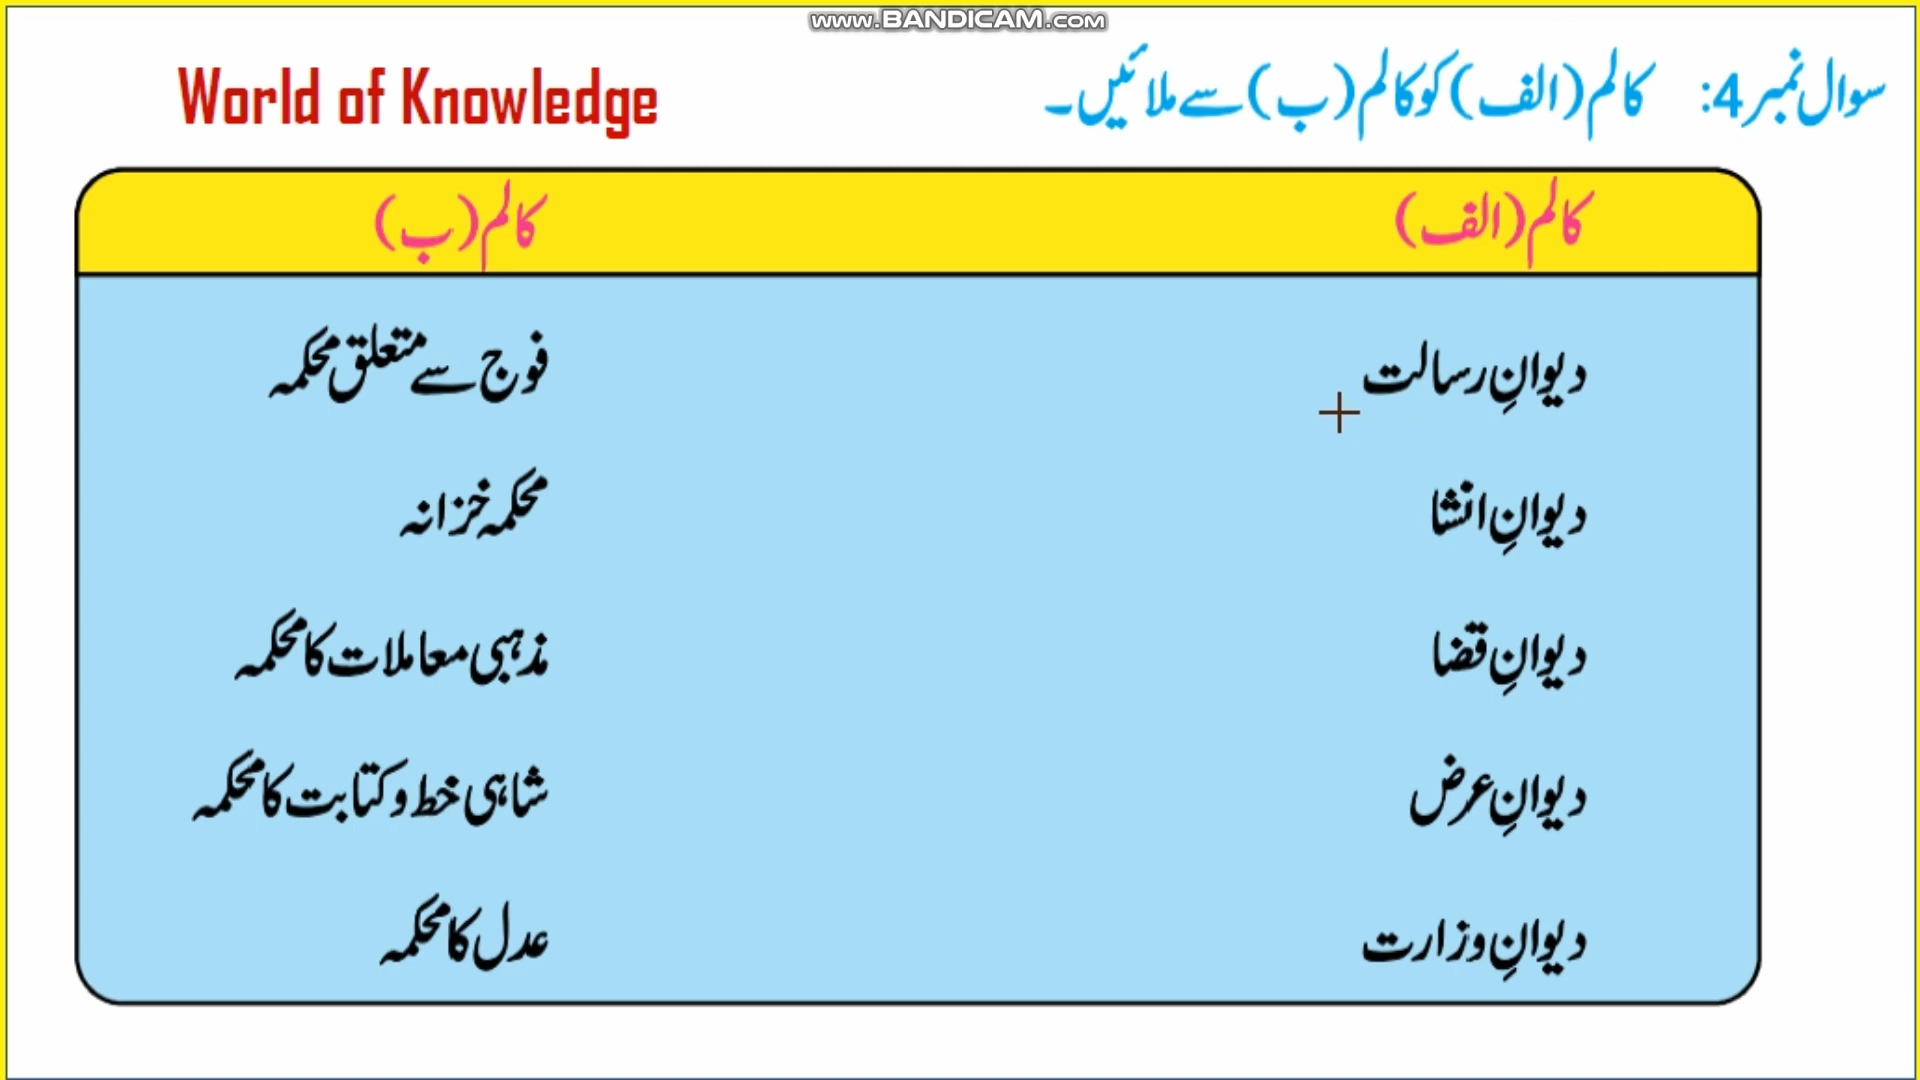 www.BANDICAM.com
سوال نمبر 4: کالم (الف) کو کالم (ب) سے ملائیں۔
World of Knowledge
کالم (الف) کالم (ب)
دیوانِ رسالت فوج سے متعلق محکمہ
دیوانِ انشا محکمہ خزانہ
دیوانِ قضا مذہبی معاملات کا محکمہ
دیوانِ عرض شاہی خط و کتابت کا محکمہ
دیوانِ وزارت عدل کا محکمہ